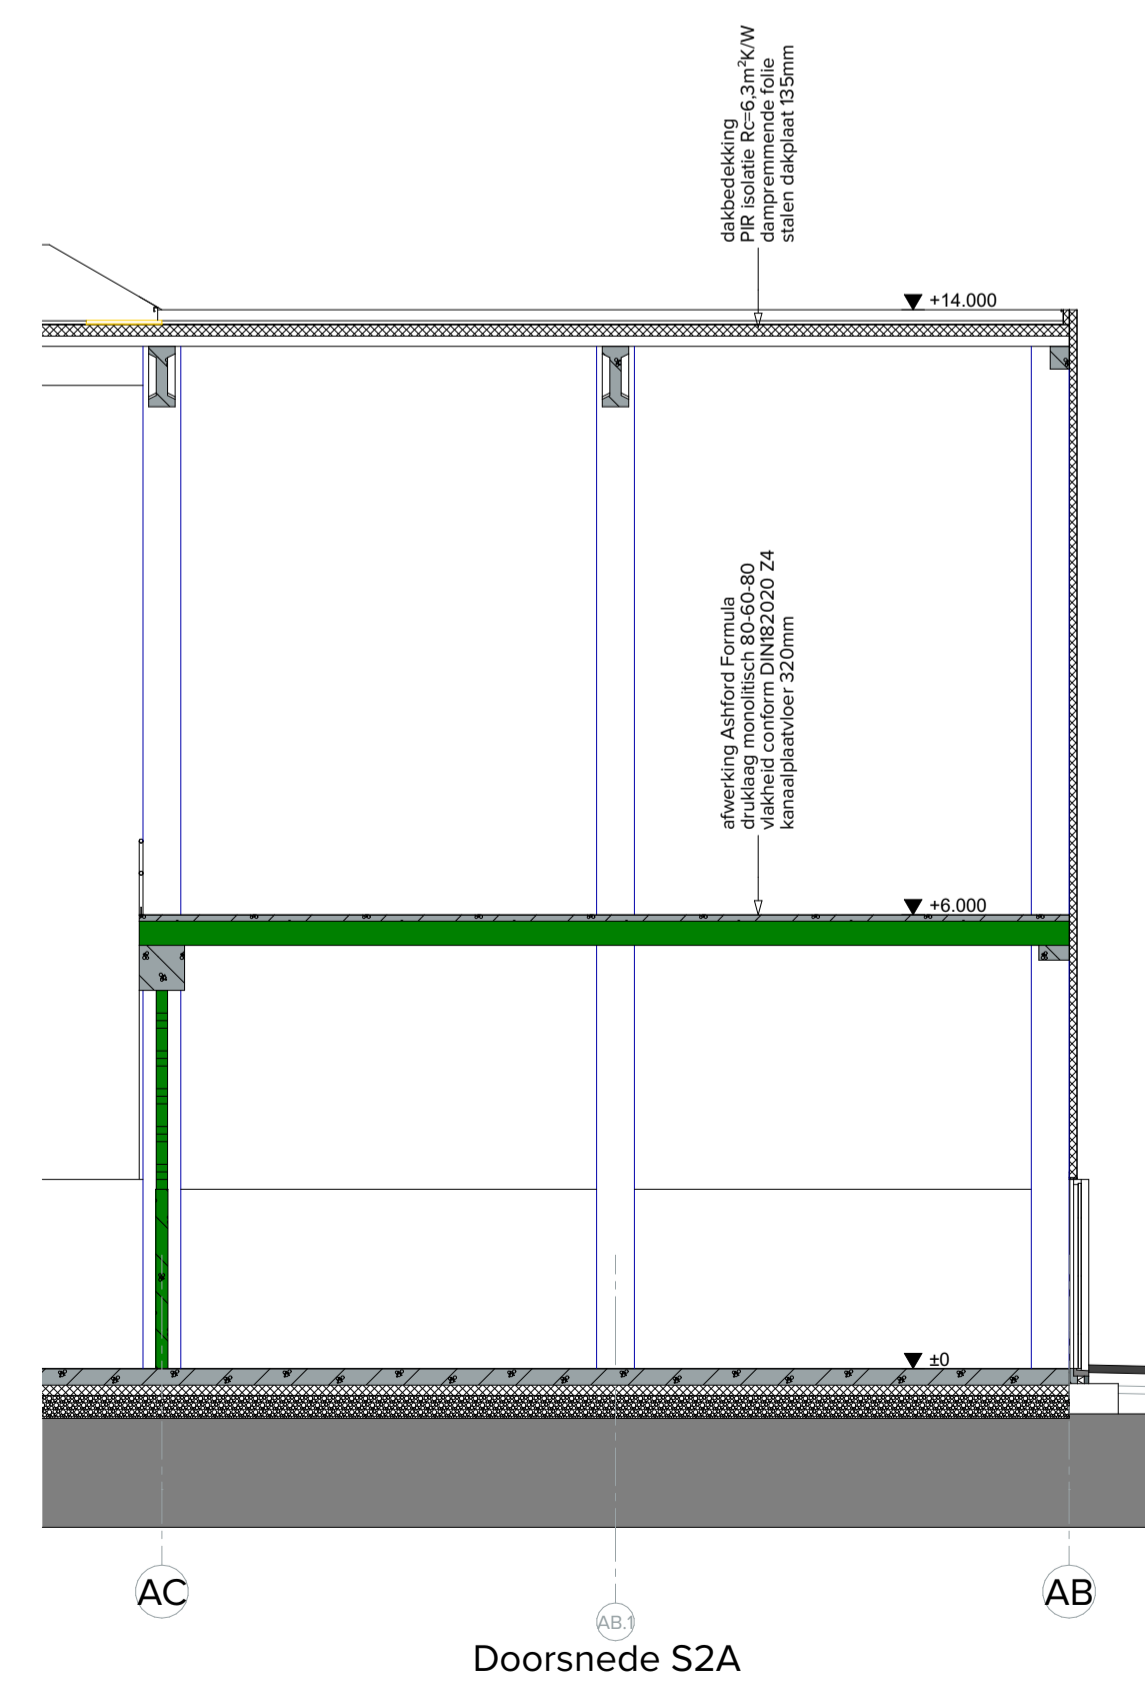 dakbedekking
PIR isolatie Rc=6,3m²K/W
dampremmende folie
stalen dakplaat 135mm
+14.000
afwerking Ashford Formula
druklaag monolitisch 80-60-80
vlakheid conform DIN182020 Z4
kanaalplaatvloer 320mm
+6.000
±0
AC
AB.1
AB
Doorsnede S2A